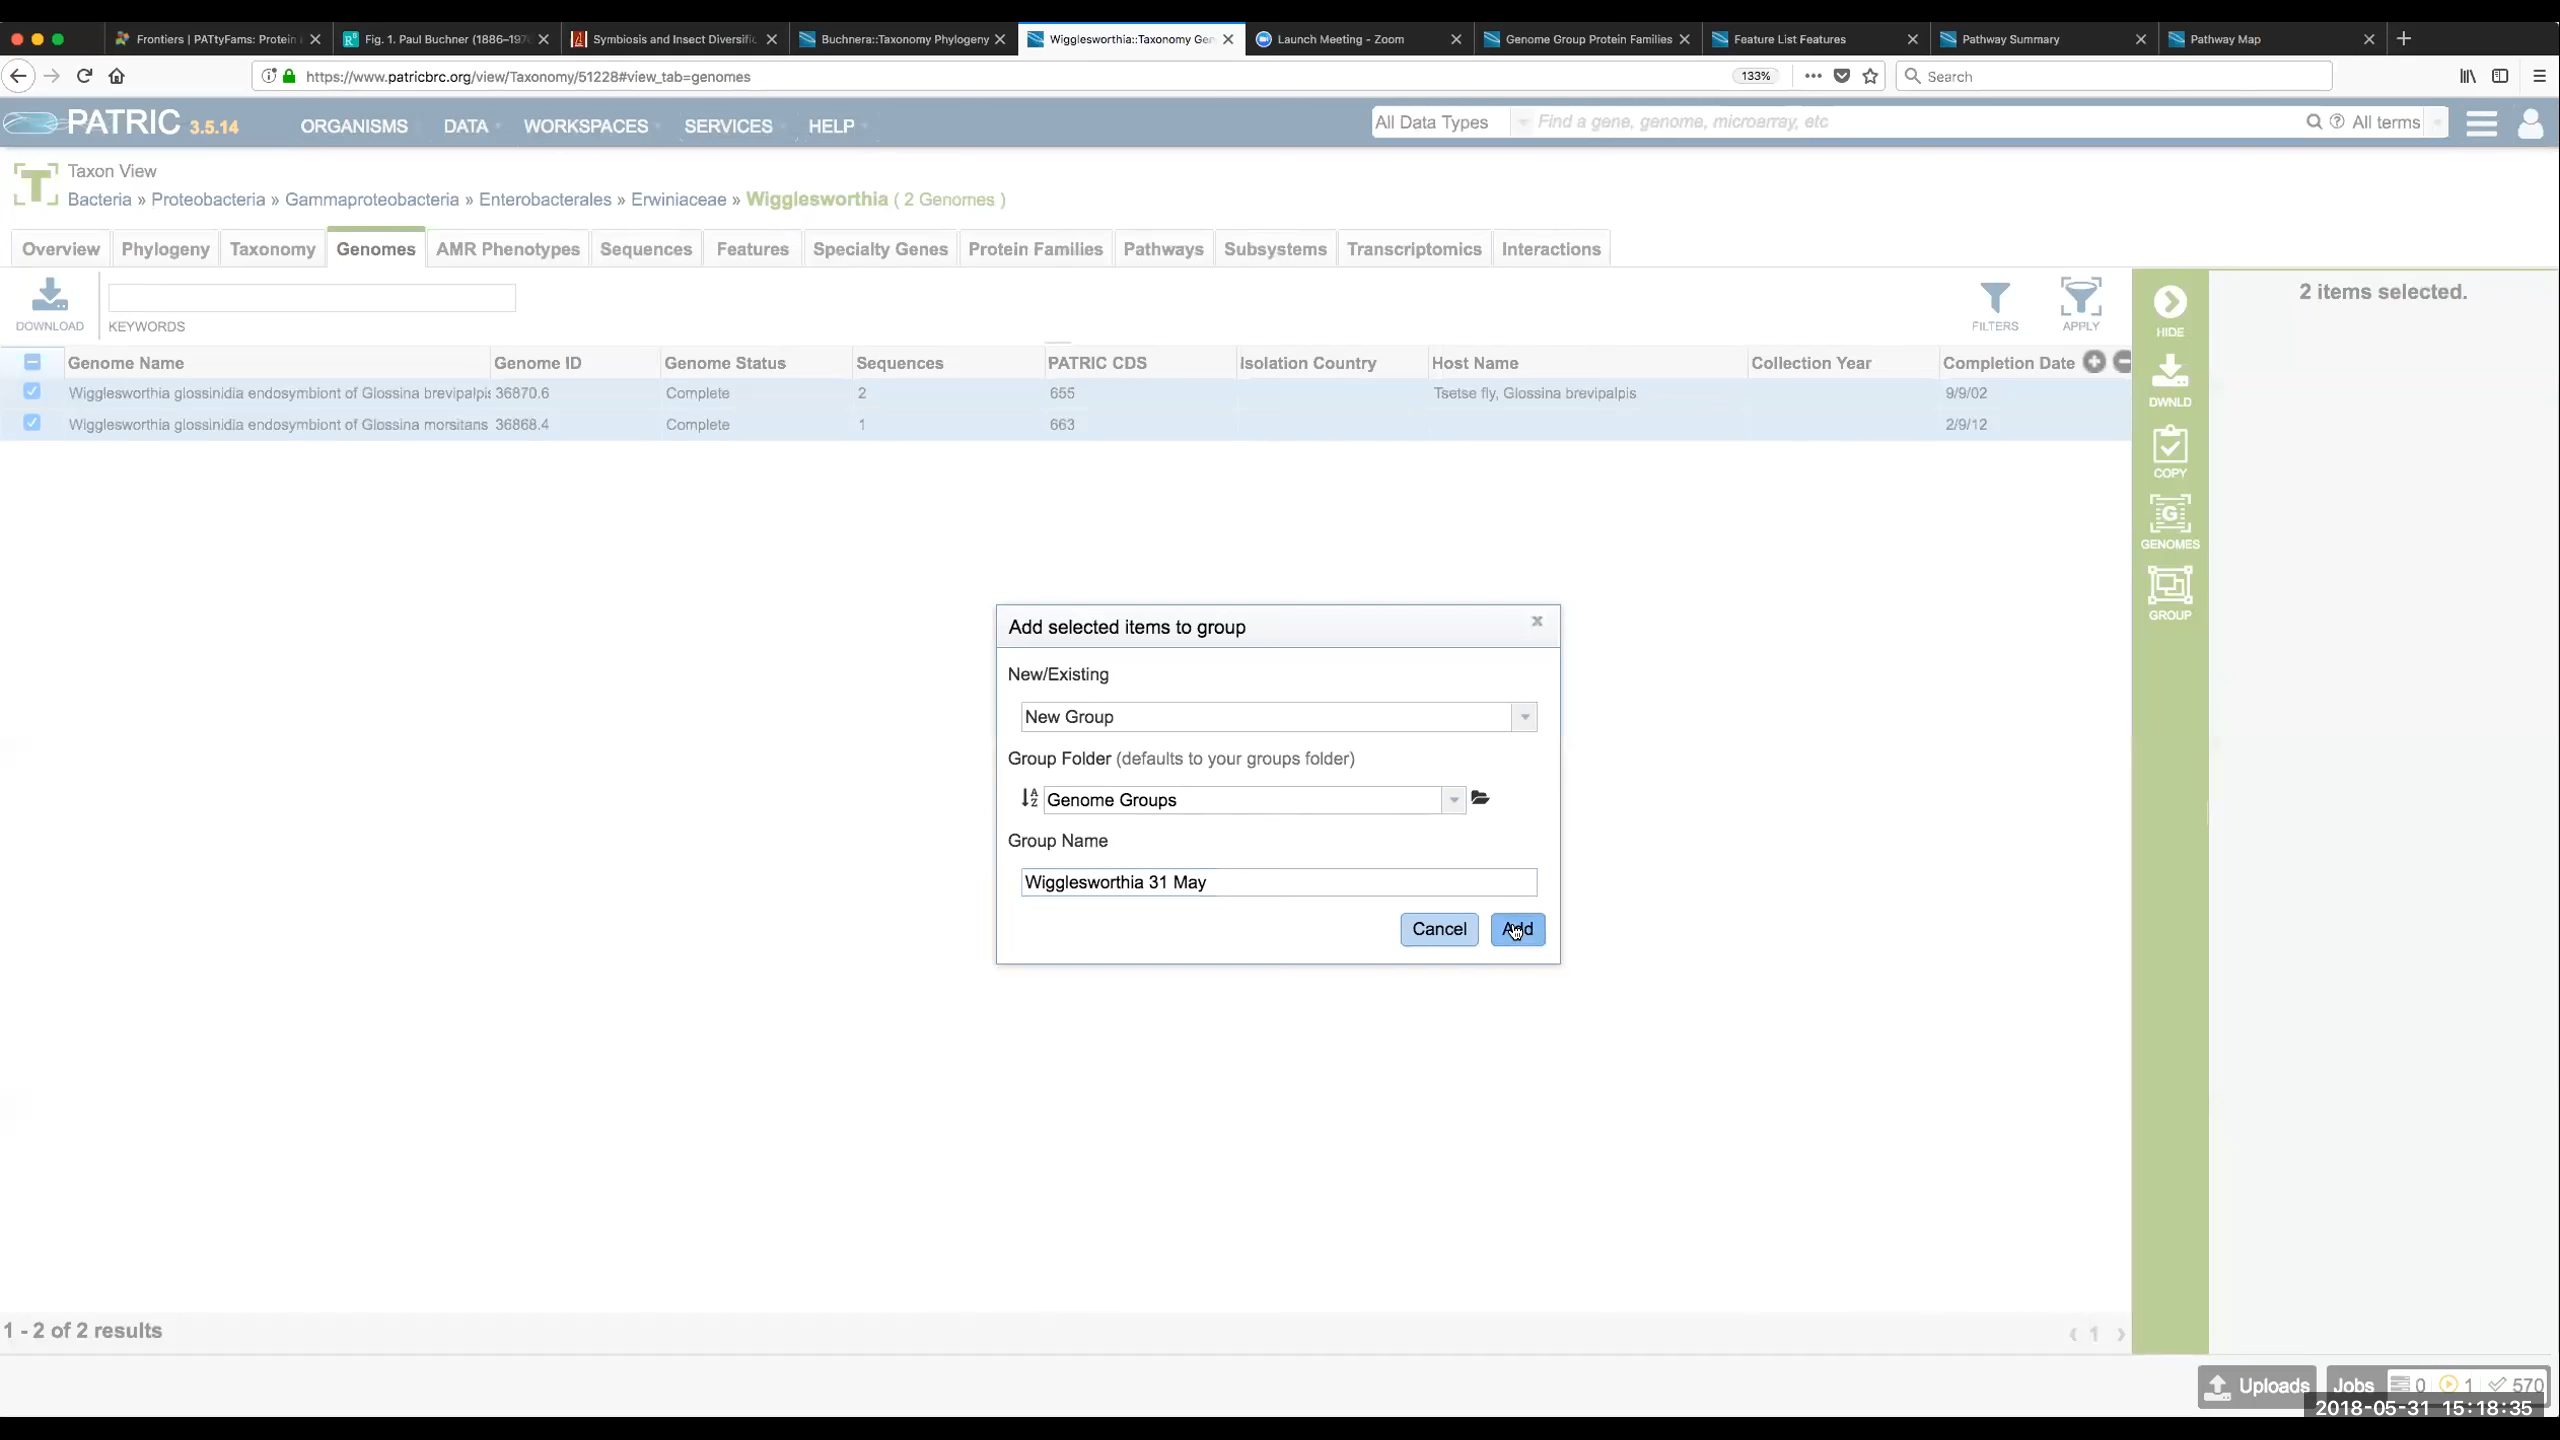 Frontiers | PATtyFams: Protein
Fig. 1. Paul Buchner (1886–197
Symbiosis and Insect Diversific
Buchnera::Taxonomy Phylogeny
Wigglesworthia::Taxonomy Gen
Launch Meeting - Zoom
Genome Group Protein Families
Feature List Features
Pathway Summary
Pathway Map
https://www.patricbrc.org/view/Taxonomy/51228#view_tab=genomes
133%
Search
PATRIC 3.5.14
ORGANISMS
DATA
WORKSPACES
SERVICES
HELP
All Data Types
Find a gene, genome, microarray, etc
All terms
Taxon View
Bacteria » Proteobacteria » Gammaproteobacteria » Enterobacterales » Erwiniaceae » Wigglesworthia ( 2 Genomes )
Overview
Phylogeny
Taxonomy
Genomes
AMR Phenotypes
Sequences
Features
Specialty Genes
Protein Families
Pathways
Subsystems
Transcriptomics
Interactions
DOWNLOAD
KEYWORDS
FILTERS
APPLY
HIDE
2 items selected.
Genome Name Genome ID Genome Status Sequences PATRIC CDS Isolation Country Host Name Collection Year Completion Date
Wigglesworthia glossinidia endosymbiont of Glossina brevipalpis 36870.6 Complete 2 655 Tsetse fly, Glossina brevipalpis 9/9/02
Wigglesworthia glossinidia endosymbiont of Glossina morsitans 36868.4 Complete 1 663 2/9/12
DWNLD
COPY
GENOMES
GROUP
Add selected items to group
New/Existing
New Group
Group Folder (defaults to your groups folder)
Genome Groups
Group Name
Wigglesworthia 31 May
Cancel
Add
1 - 2 of 2 results
1
Uploads
Jobs 0 1 570
2018-05-31 15:18:35